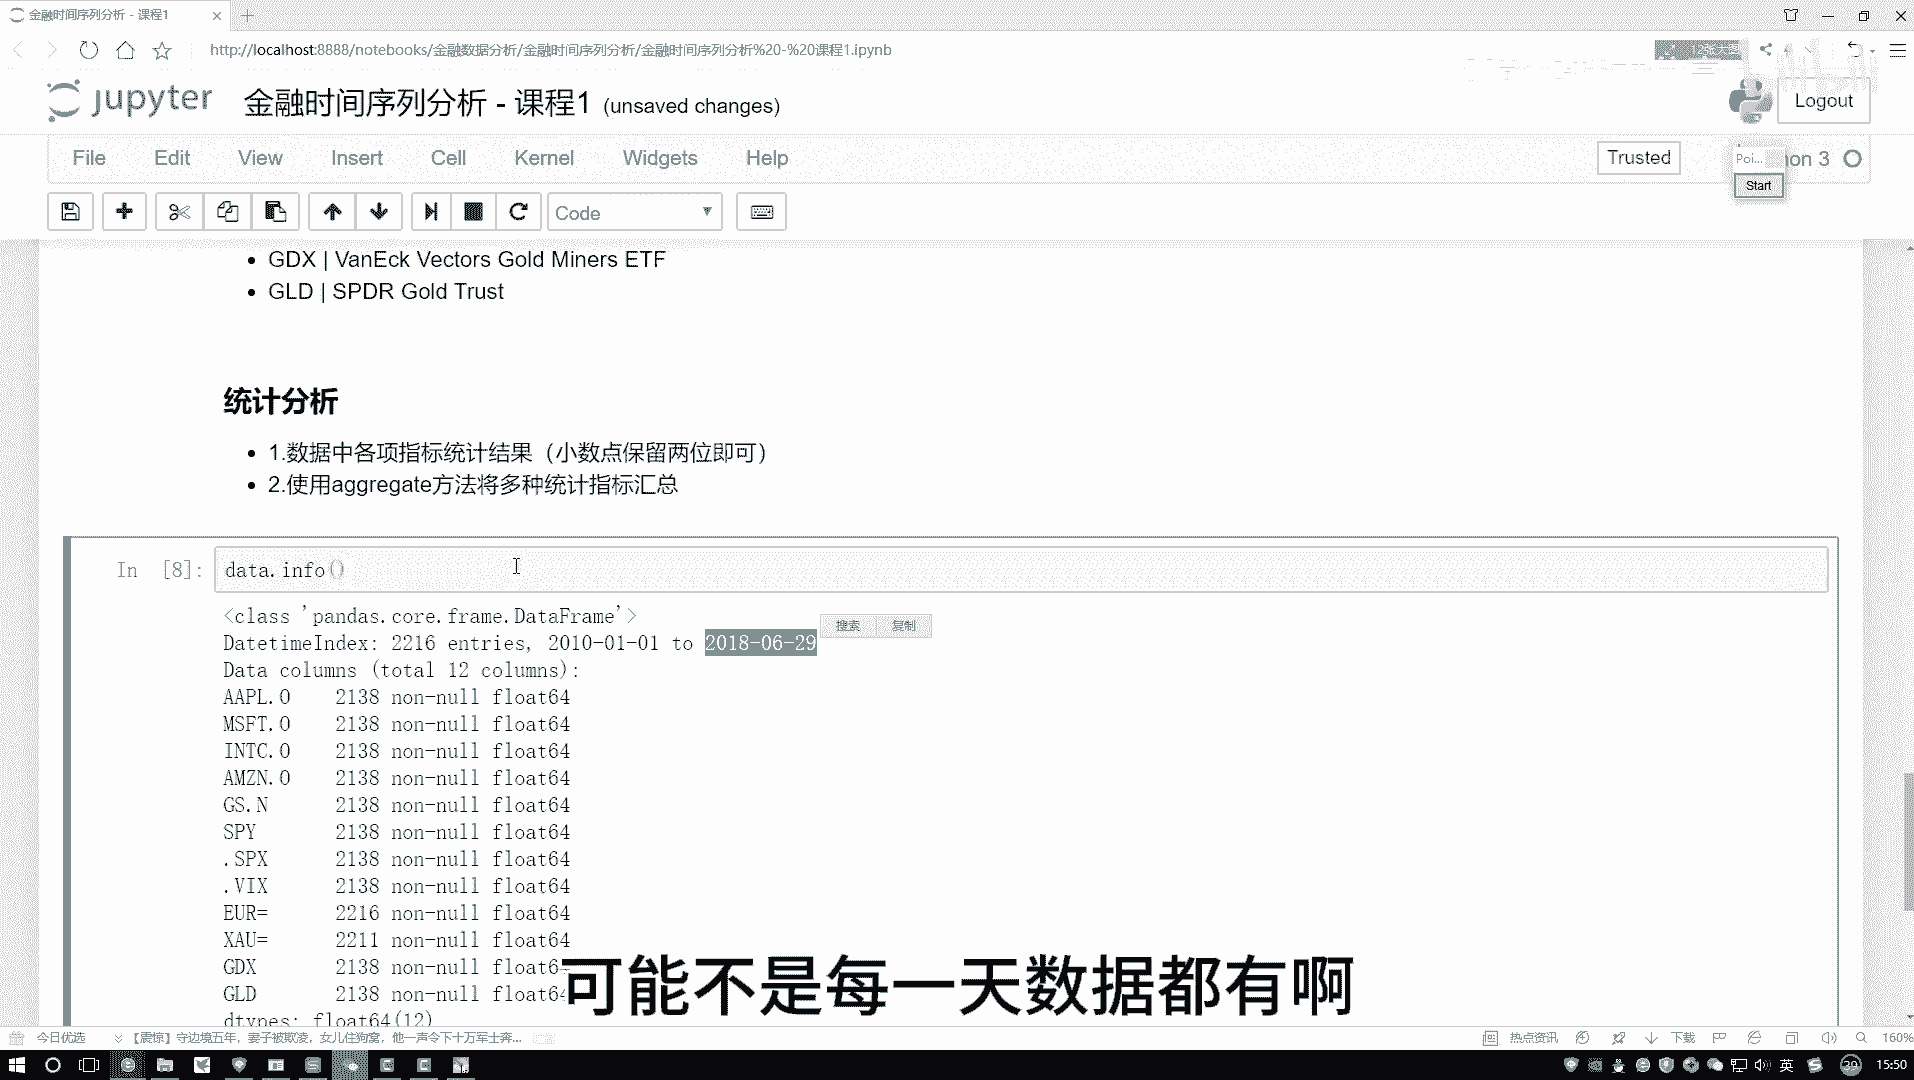 金融时间序列分析 - 课程1
http://localhost:8888/notebooks/金融数据分析/金融时间序列分析/金融时间序列分析%20-%20课程1.ipynb
jupyter 金融时间序列分析 - 课程1 (unsaved changes)
Logout
File Edit View Insert Cell Kernel Widgets Help
Trusted
Poi... on 3
Start
Code
GDX | VanEck Vectors Gold Miners ETF
GLD | SPDR Gold Trust
统计分析
1.数据中各项指标统计结果（小数点保留两位即可）
2.使用aggregate方法将多种统计指标汇总
In [8]: data.info()
<class 'pandas.core.frame.DataFrame'>
DatetimeIndex: 2216 entries, 2010-01-01 to 2018-06-29
搜索 复制
Data columns (total 12 columns):
AAPL.O 2138 non-null float64
MSFT.O 2138 non-null float64
INTC.O 2138 non-null float64
AMZN.O 2138 non-null float64
GS.N 2138 non-null float64
SPY 2138 non-null float64
.SPX 2138 non-null float64
.VIX 2138 non-null float64
EUR= 2216 non-null float64
XAU= 2211 non-null float64
GDX 2138 non-null float64
GLD 2138 non-null float64
dtypes: float64(12)
可能不是每一天数据都有啊
今日优选 【震惊】守边境五年，妻子被欺凌，女儿住狗窝，他一声令下十万军士奔...
热点资讯 下载 160%
英 39 15:50